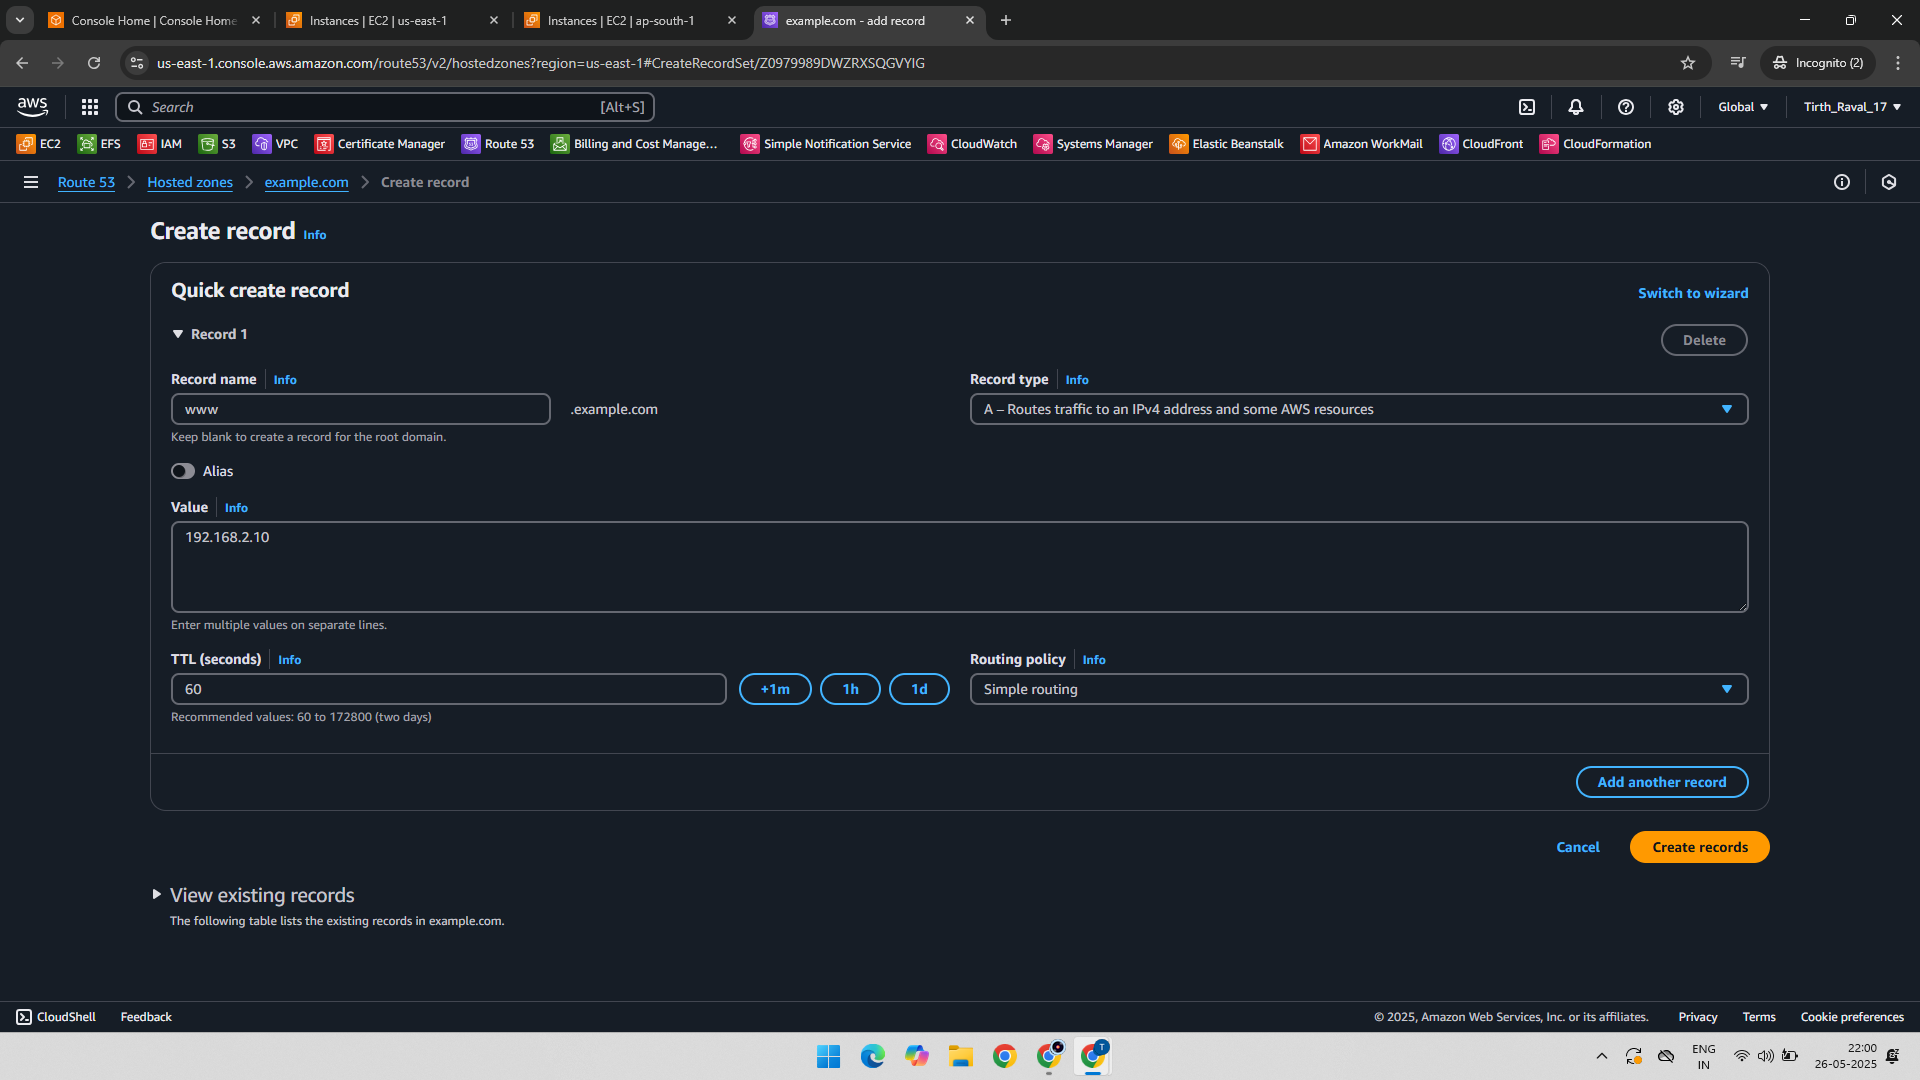 Console Home | Console Home
Instances | EC2 | us-east-1
Instances | EC2 | ap-south-1
example.com - add record
us-east-1.console.aws.amazon.com/route53/v2/hostedzones?region=us-east-1#CreateRecordSet/Z0979989DWZRXSQGVYIG
Incognito (2)
aws
Search
[Alt+S]
Global
Tirth_Raval_17
EC2
EFS
IAM
S3
VPC
Certificate Manager
Route 53
Billing and Cost Manage...
Simple Notification Service
CloudWatch
Systems Manager
Elastic Beanstalk
Amazon WorkMail
CloudFront
CloudFormation
Route 53
Hosted zones
example.com
Create record
Create record Info
Quick create record
Switch to wizard
Record 1
Delete
Record name Info
www
.example.com
Keep blank to create a record for the root domain.
Record type Info
A – Routes traffic to an IPv4 address and some AWS resources
Alias
Value Info
192.168.2.10
Enter multiple values on separate lines.
TTL (seconds) Info
60
+1m
1h
1d
Recommended values: 60 to 172800 (two days)
Routing policy Info
Simple routing
Add another record
Cancel
Create records
View existing records
The following table lists the existing records in example.com.
CloudShell
Feedback
© 2025, Amazon Web Services, Inc. or its affiliates.
Privacy
Terms
Cookie preferences
T
ENG
IN
22:00
26-05-2025